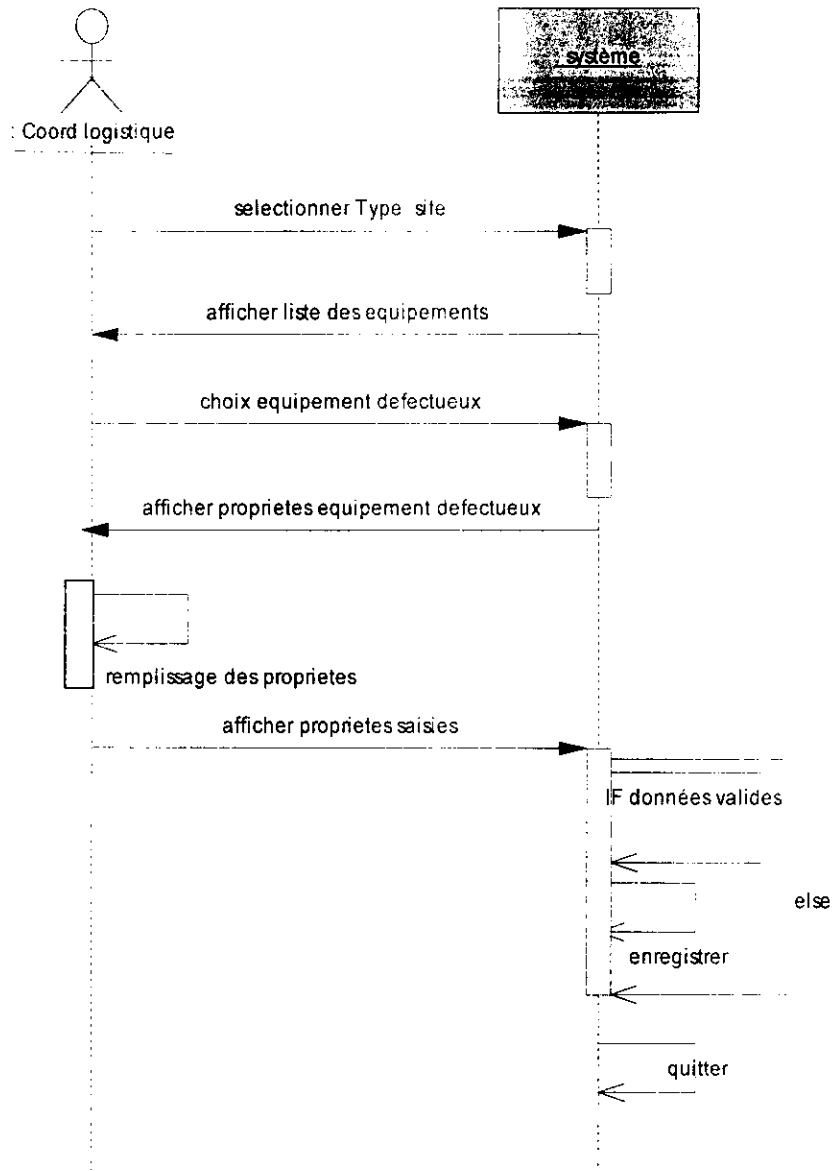 système
: Coord logistique
selectionner Type site
afficher liste des equipements
choix equipement defectueux
afficher proprietes equipement defectueux
remplissage des proprietes
afficher proprietes saisies
IF données valides
else
enregistrer
quitter